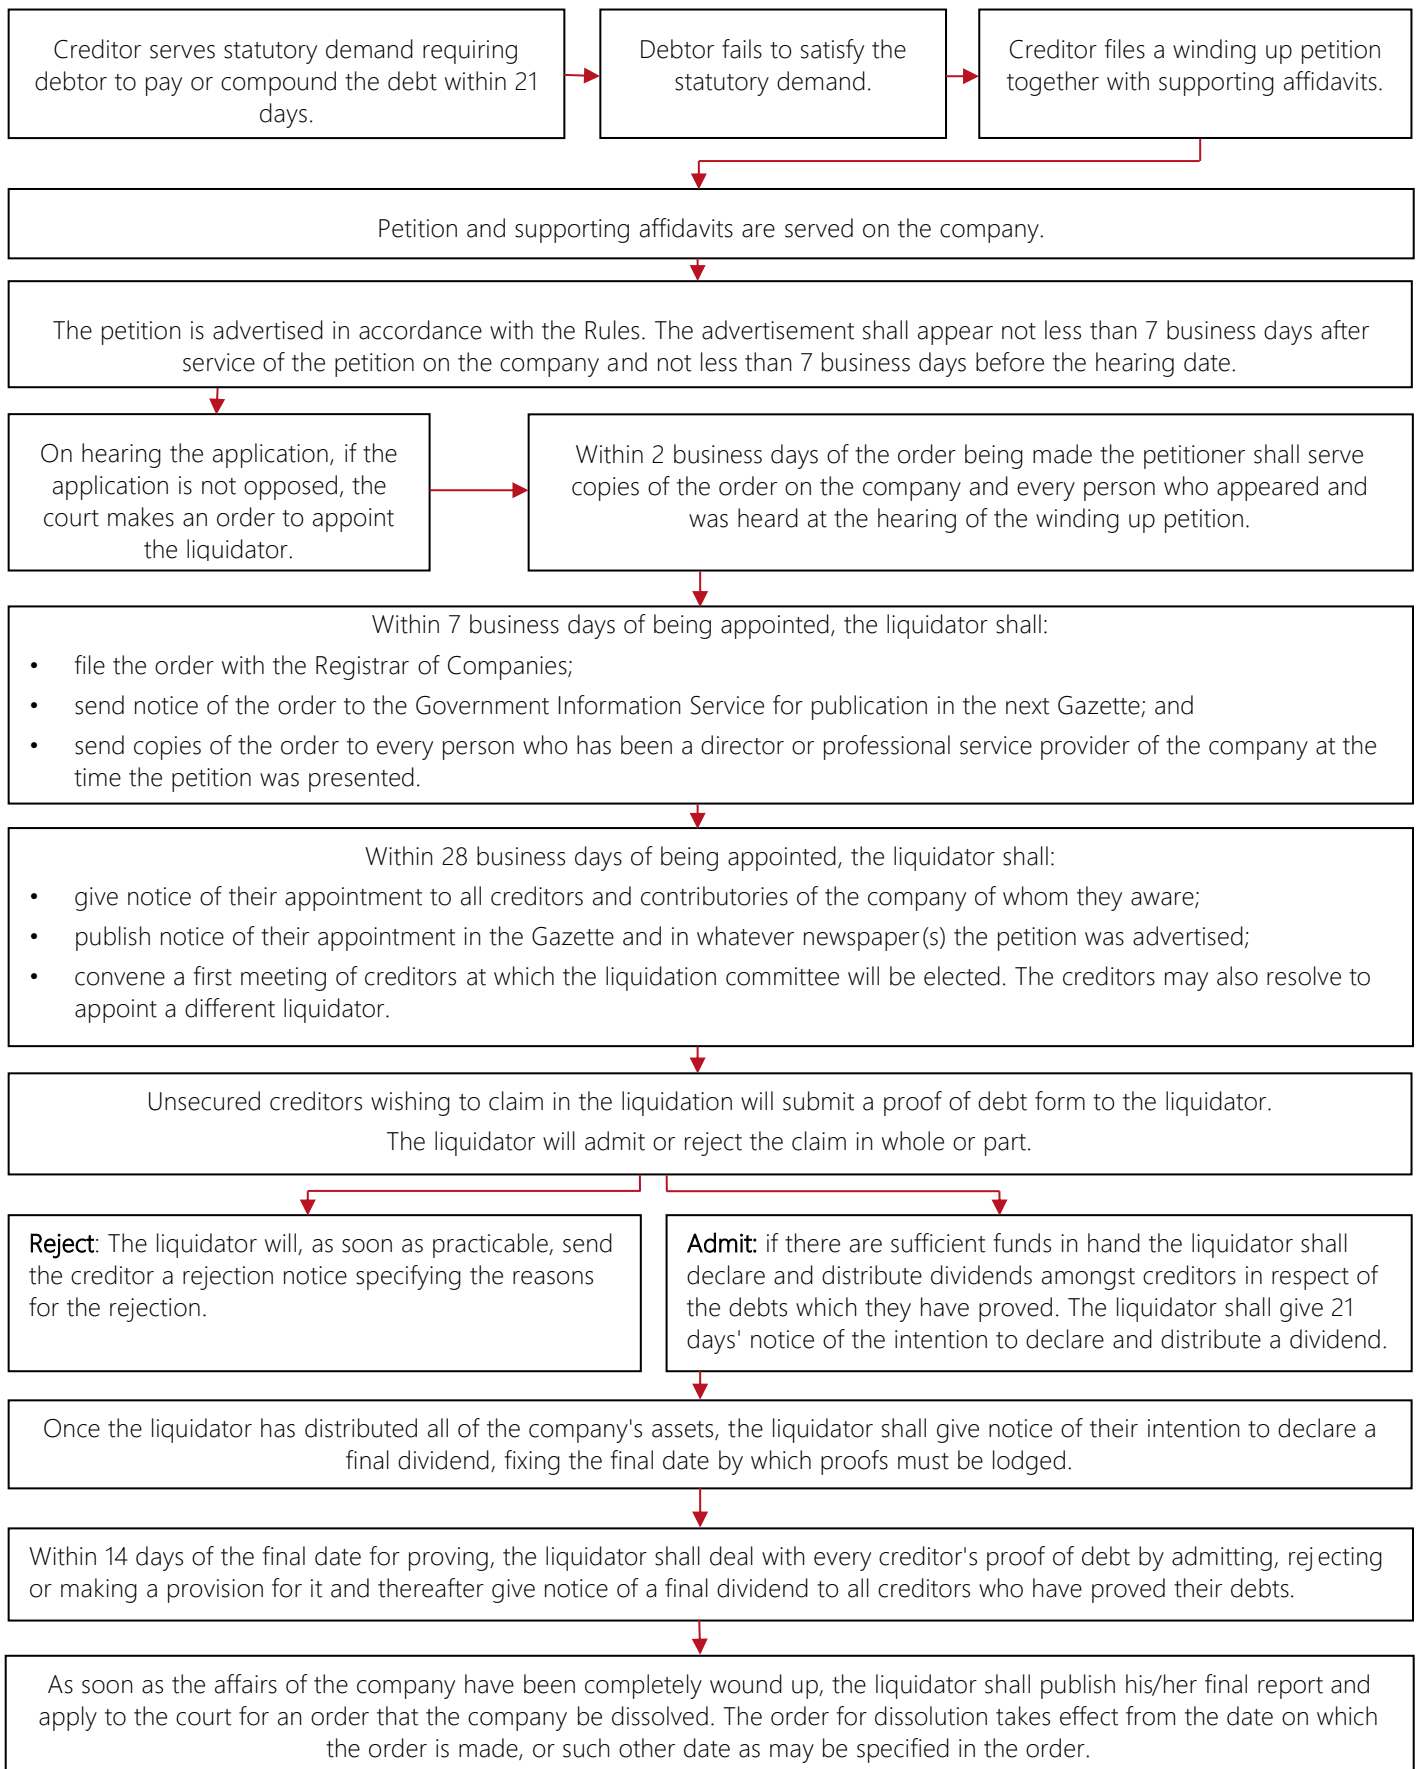 Creditor serves statutory demand requiring
debtor to pay or compound the debt within 21
days.
Debtor fails to satisfy the
statutory demand.
Creditor files a winding up petition
together with supporting affidavits.
Petition and supporting affidavits are served on the company.
The petition is advertised in accordance with the Rules. The advertisement shall appear not less than 7 business days after
service of the petition on the company and not less than 7 business days before the hearing date.
On hearing the application, if the
application is not opposed, the
court makes an order to appoint
the liquidator.
Within 2 business days of the order being made the petitioner shall serve
copies of the order on the company and every person who appeared and
was heard at the hearing of the winding up petition.
Within 7 business days of being appointed, the liquidator shall:
• file the order with the Registrar of Companies;
• send notice of the order to the Government Information Service for publication in the next Gazette; and
• send copies of the order to every person who has been a director or professional service provider of the company at the
time the petition was presented.
Within 28 business days of being appointed, the liquidator shall:
• give notice of their appointment to all creditors and contributories of the company of whom they aware;
• publish notice of their appointment in the Gazette and in whatever newspaper(s) the petition was advertised;
• convene a first meeting of creditors at which the liquidation committee will be elected. The creditors may also resolve to
appoint a different liquidator.
Unsecured creditors wishing to claim in the liquidation will submit a proof of debt form to the liquidator.
The liquidator will admit or reject the claim in whole or part.
Reject: The liquidator will, as soon as practicable, send
the creditor a rejection notice specifying the reasons
for the rejection.
Admit: if there are sufficient funds in hand the liquidator shall
declare and distribute dividends amongst creditors in respect of
the debts which they have proved. The liquidator shall give 21
days' notice of the intention to declare and distribute a dividend.
Once the liquidator has distributed all of the company's assets, the liquidator shall give notice of their intention to declare a
final dividend, fixing the final date by which proofs must be lodged.
Within 14 days of the final date for proving, the liquidator shall deal with every creditor's proof of debt by admitting, rejecting
or making a provision for it and thereafter give notice of a final dividend to all creditors who have proved their debts.
As soon as the affairs of the company have been completely wound up, the liquidator shall publish his/her final report and
apply to the court for an order that the company be dissolved. The order for dissolution takes effect from the date on which
the order is made, or such other date as may be specified in the order.